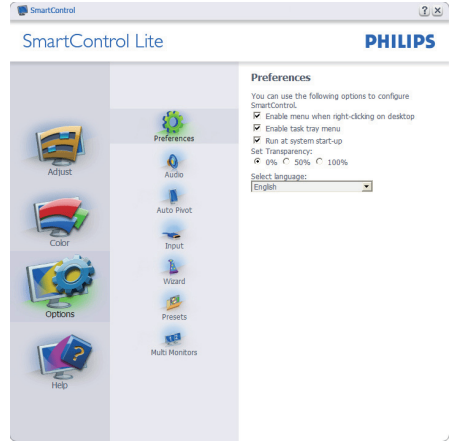 SmartControl
SmartControl Lite
PHILIPS
Adjust
Color
Options
Help
Preferences
Audio
Auto Pivot
Input
Wizard
Presets
Multi Monitors
Preferences
You can use the following options to configure
SmartControl.
Enable menu when right-clicking on desktop
Enable task tray menu
Run at system start-up
Set Transparency:
0% 50% 100%
Select language:
English